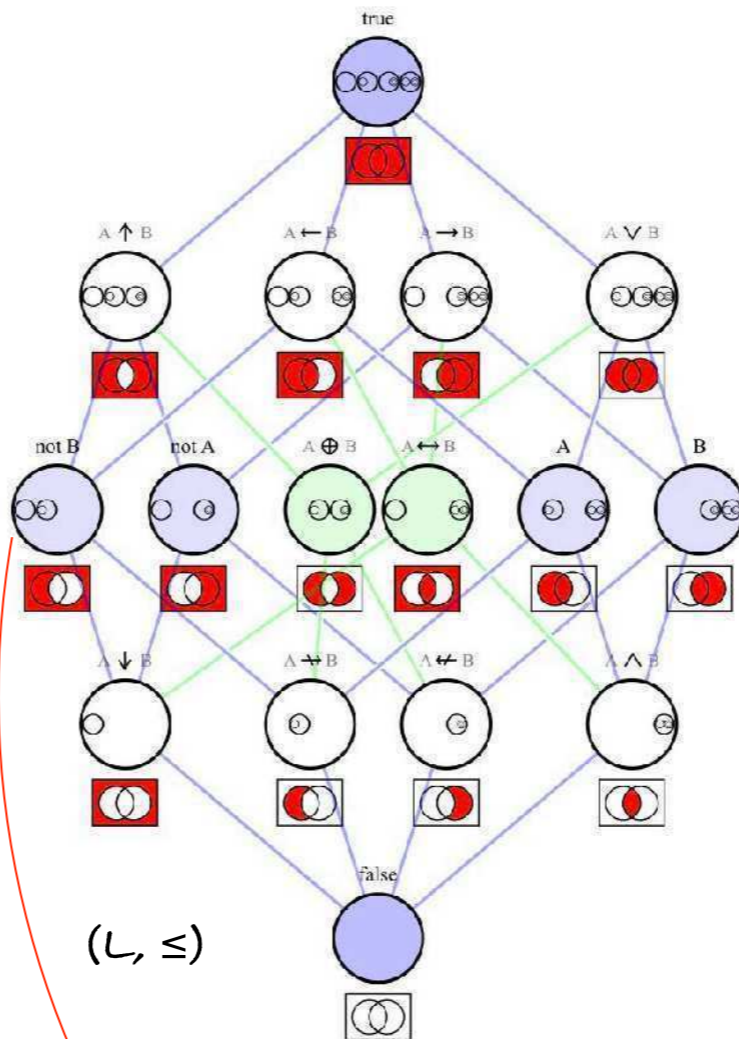 true
A ↑ B A ← B A → B A ∨ B
not B not A A ⊕ B A ↔ B A B
A ↓ B A ↛ B A ↚ B A ∧ B
false
(L, ≤)